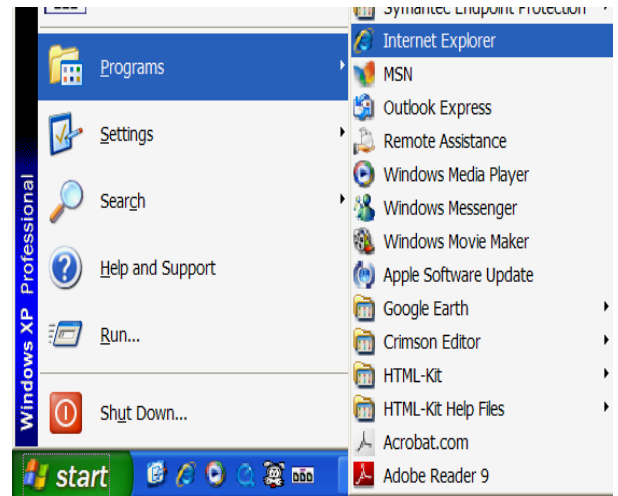 Programs
Settings
Search
Help and Support
Run...
Shut Down...
Windows XP Professional
start
Symantec Endpoint Protection
Internet Explorer
MSN
Outlook Express
Remote Assistance
Windows Media Player
Windows Messenger
Windows Movie Maker
Apple Software Update
Google Earth
Crimson Editor
HTML-Kit
HTML-Kit Help Files
Acrobat.com
Adobe Reader 9